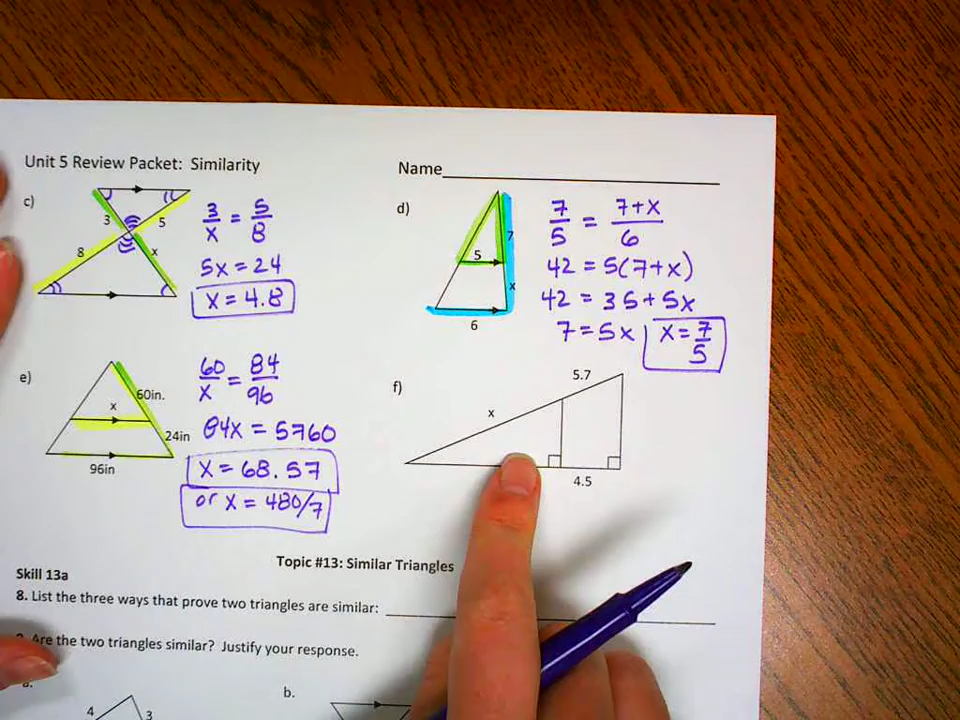 Unit 5 Review Packet: Similarity
Name
c)
3
5
8
x
3/x = 5/8
5x = 24
x = 4.8
d)
7
5
x
6
7/5 = 7+x/6
42 = 5(7+x)
42 = 35+5x
7 = 5x
x = 7/5
e)
60in.
x
24in
96in
60/x = 84/96
84x = 5760
x = 68.57
or x = 480/7
f)
5.7
x
4.5
Topic #13: Similar Triangles
Skill 13a
8. List the three ways that prove two triangles are similar:
Are the two triangles similar? Justify your response.
b.
4
3